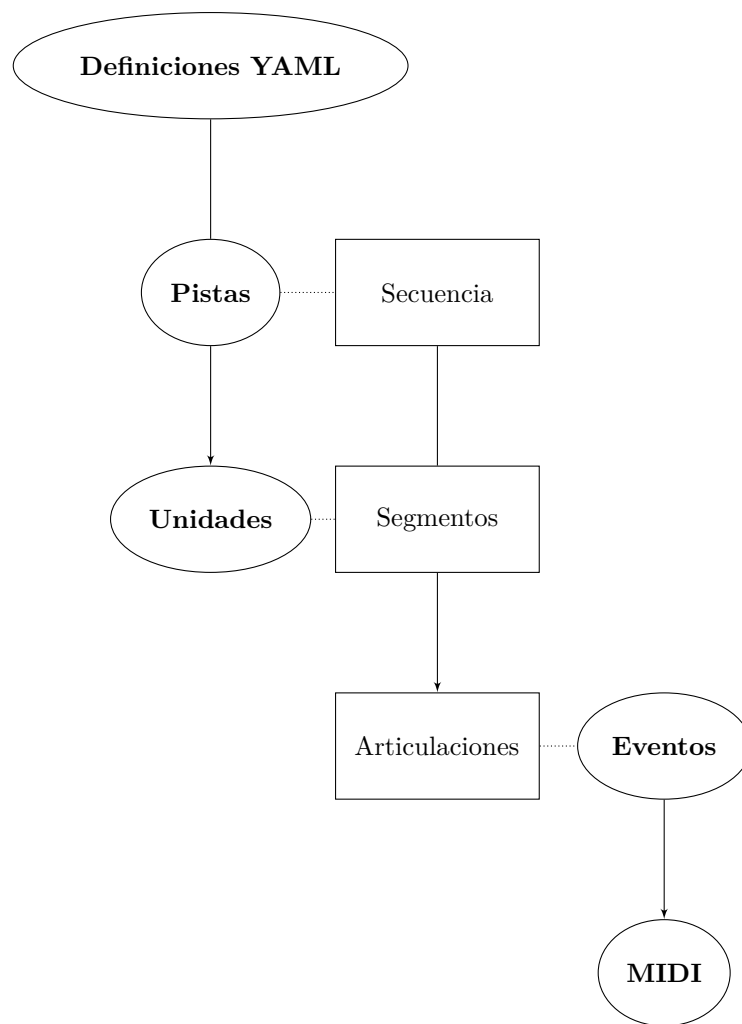 Definiciones YAML
Pistas
Secuencia
Unidades
Segmentos
Articulaciones
Eventos
MIDI